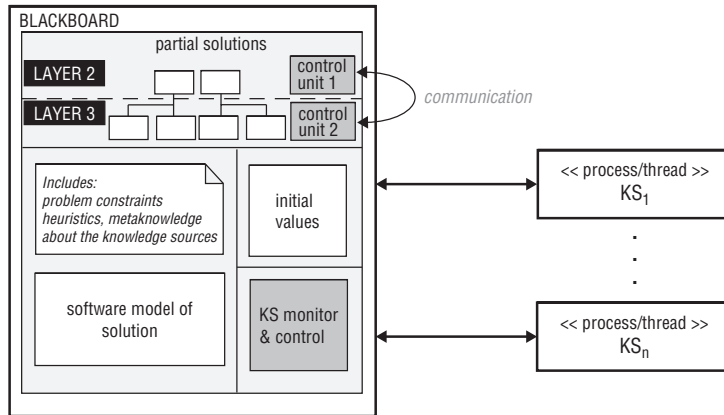 BLACKBOARD
partial solutions
LAYER 2
control
unit 1
communication
LAYER 3
control
unit 2
Includes:
problem constraints
heuristics, metaknowledge
about the knowledge sources
initial
values
<< process/thread >>
KS1
.
.
.
software model of
solution
KS monitor
& control
<< process/thread >>
KSn